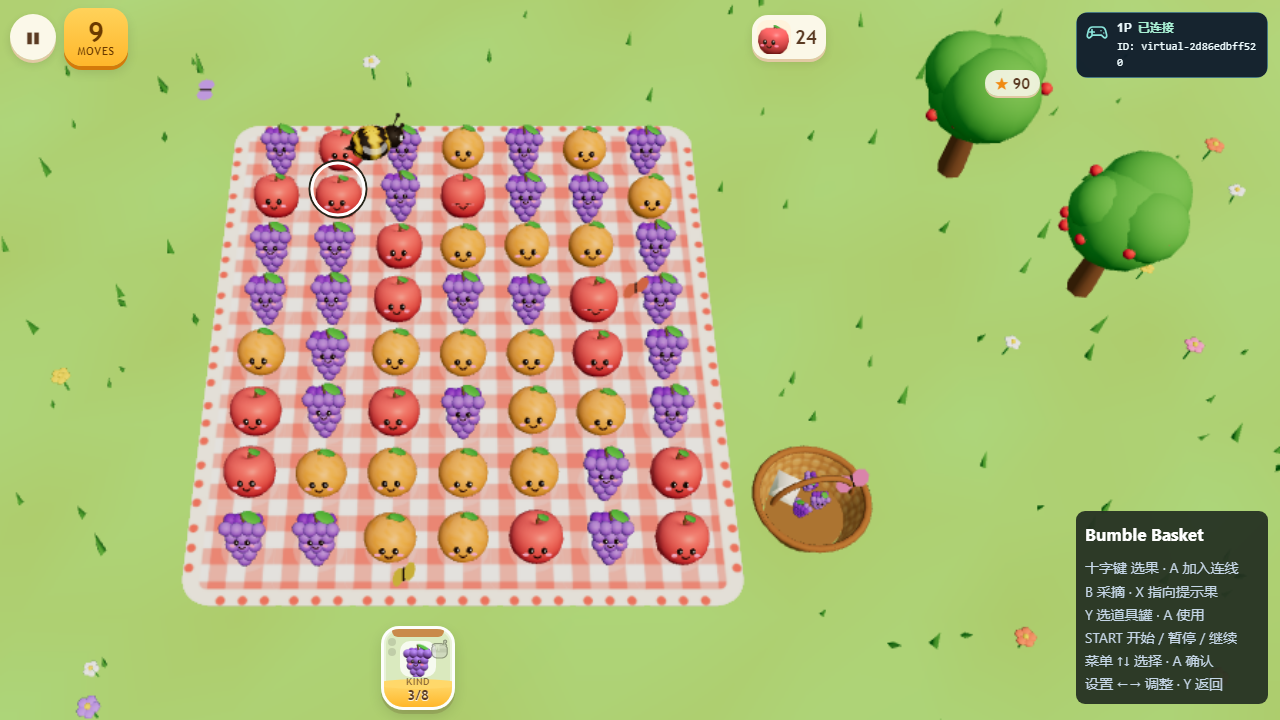 9
MOVES
24
90
1P 已连接
ID: virtual-2d86edbff52
0
KIND
3/8
Bumble Basket
十字键 选果 · A 加入连线
B 采摘 · X 指向提示果
Y 选道具罐 · A 使用
START 开始 / 暂停 / 继续
菜单 ↑↓ 选择 · A 确认
设置 ←→ 调整 · Y 返回